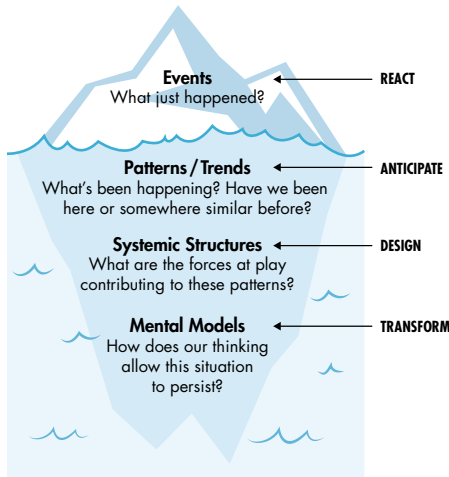 Events
What just happened?
REACT
Patterns / Trends
What's been happening? Have we been
here or somewhere similar before?
ANTICIPATE
Systemic Structures
What are the forces at play
contributing to these patterns?
DESIGN
Mental Models
How does our thinking
allow this situation
to persist?
TRANSFORM